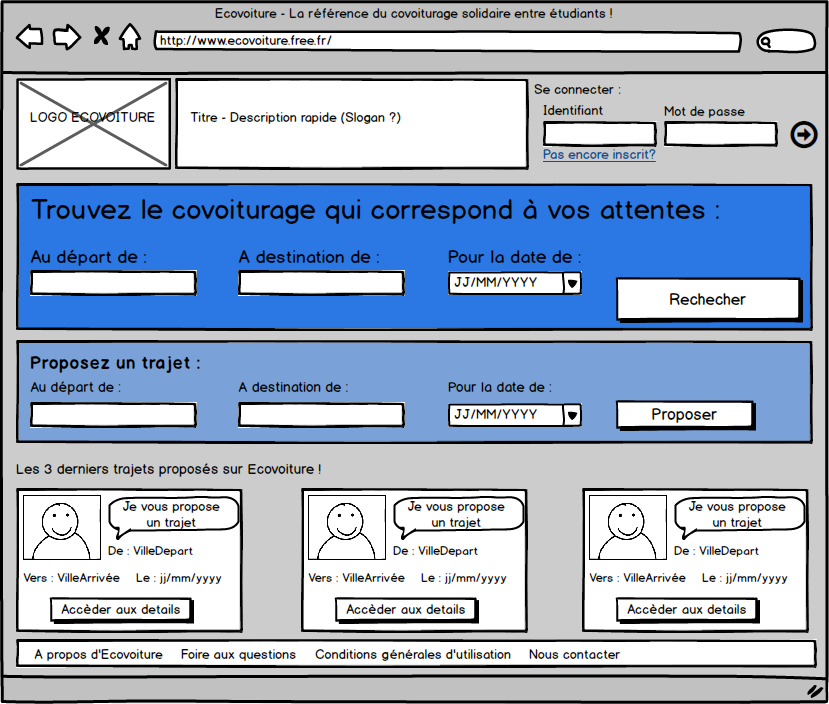 Ecovoiture - La référence du covoiturage solidaire entre étudiants !
http://www.ecovoiture.free.fr/
LOGO ECOVOITURE
Titre - Description rapide (Slogan ?)
Se connecter :
Identifiant
Mot de passe
Pas encore inscrit?
Trouvez le covoiturage qui correspond à vos attentes :
Au départ de :
A destination de :
Pour la date de :
JJ/MM/YYYY
Rechecher
Proposez un trajet :
Au départ de :
A destination de :
Pour la date de :
JJ/MM/YYYY
Proposer
Les 3 derniers trajets proposés sur Ecovoiture !
Je vous propose
un trajet
De : VilleDepart
Vers : VilleArrivée
Le : jj/mm/yyyy
Accèder aux details
Je vous propose
un trajet
De : VilleDepart
Vers : VilleArrivée
Le : jj/mm/yyyy
Accèder aux details
Je vous propose
un trajet
De : VilleDepart
Vers : VilleArrivée
Le : jj/mm/yyyy
Accèder aux details
A propos d'Ecovoiture
Foire aux questions
Conditions générales d'utilisation
Nous contacter